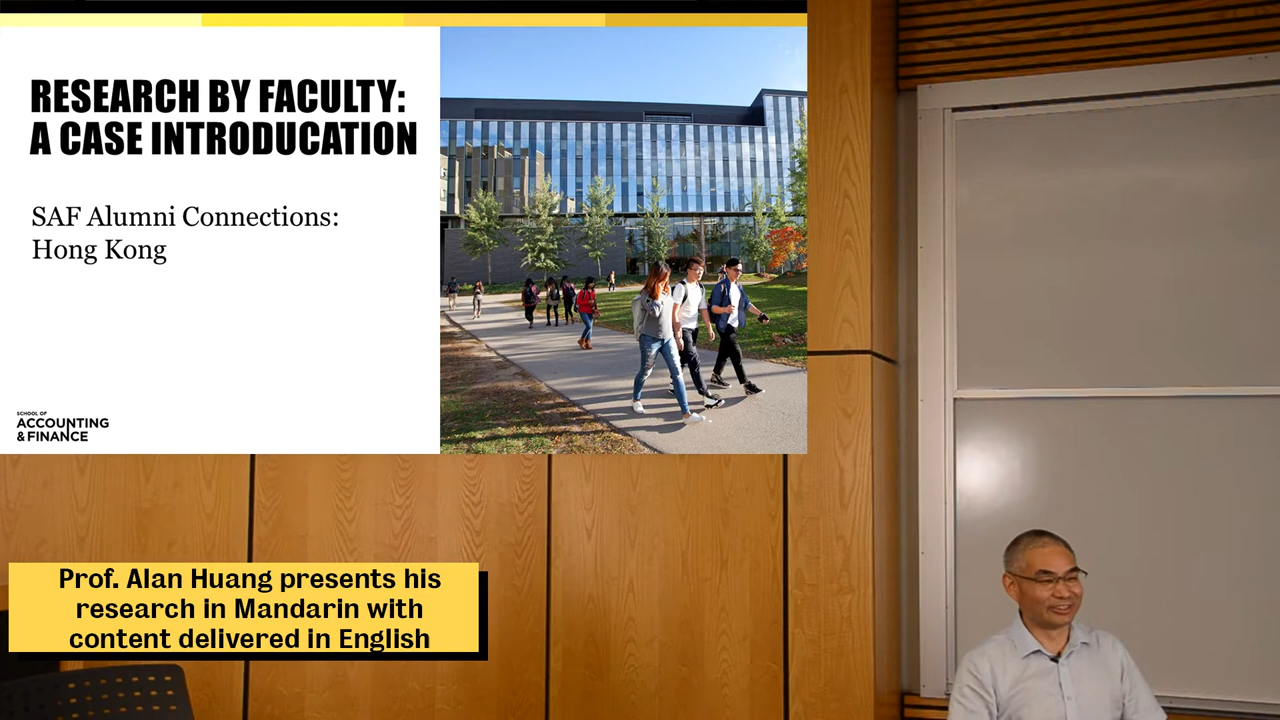 RESEARCH BY FACULTY:
A CASE INTRODUCATION
SAF Alumni Connections:
Hong Kong
SCHOOL OF
ACCOUNTING
& FINANCE
Prof. Alan Huang presents his
research in Mandarin with
content delivered in English